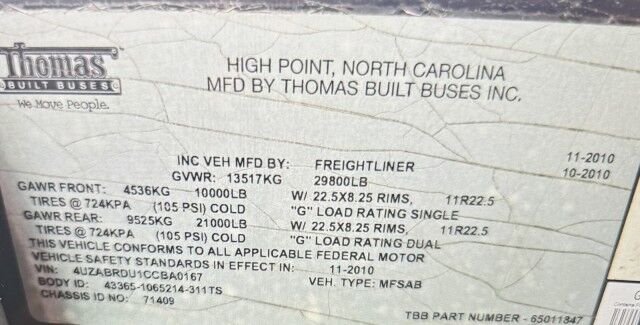 Thomas
BUILT BUSES
We Move People.
HIGH POINT, NORTH CAROLINA
MFD BY THOMAS BUILT BUSES INC.
INC VEH MFD BY: FREIGHTLINER 11-2010
GVWR: 13517KG 29800LB 10-2010
GAWR FRONT: 4536KG 10000LB W/ 22.5X8.25 RIMS, 11R22.5
TIRES @ 724KPA (105 PSI) COLD "G" LOAD RATING SINGLE
GAWR REAR: 9525KG 21000LB W/ 22.5X8.25 RIMS, 11R22.5
TIRES @ 724KPA (105 PSI) COLD "G" LOAD RATING DUAL
THIS VEHICLE CONFORMS TO ALL APPLICABLE FEDERAL MOTOR
VEHICLE SAFETY STANDARDS IN EFFECT IN: 11-2010
VIN: 4UZABRDU1CCBA0167 VEH. TYPE: MFSAB
BODY ID: 43365-1065214-311TS
CHASSIS ID NO: 71409
TBB PART NUMBER - 65011847